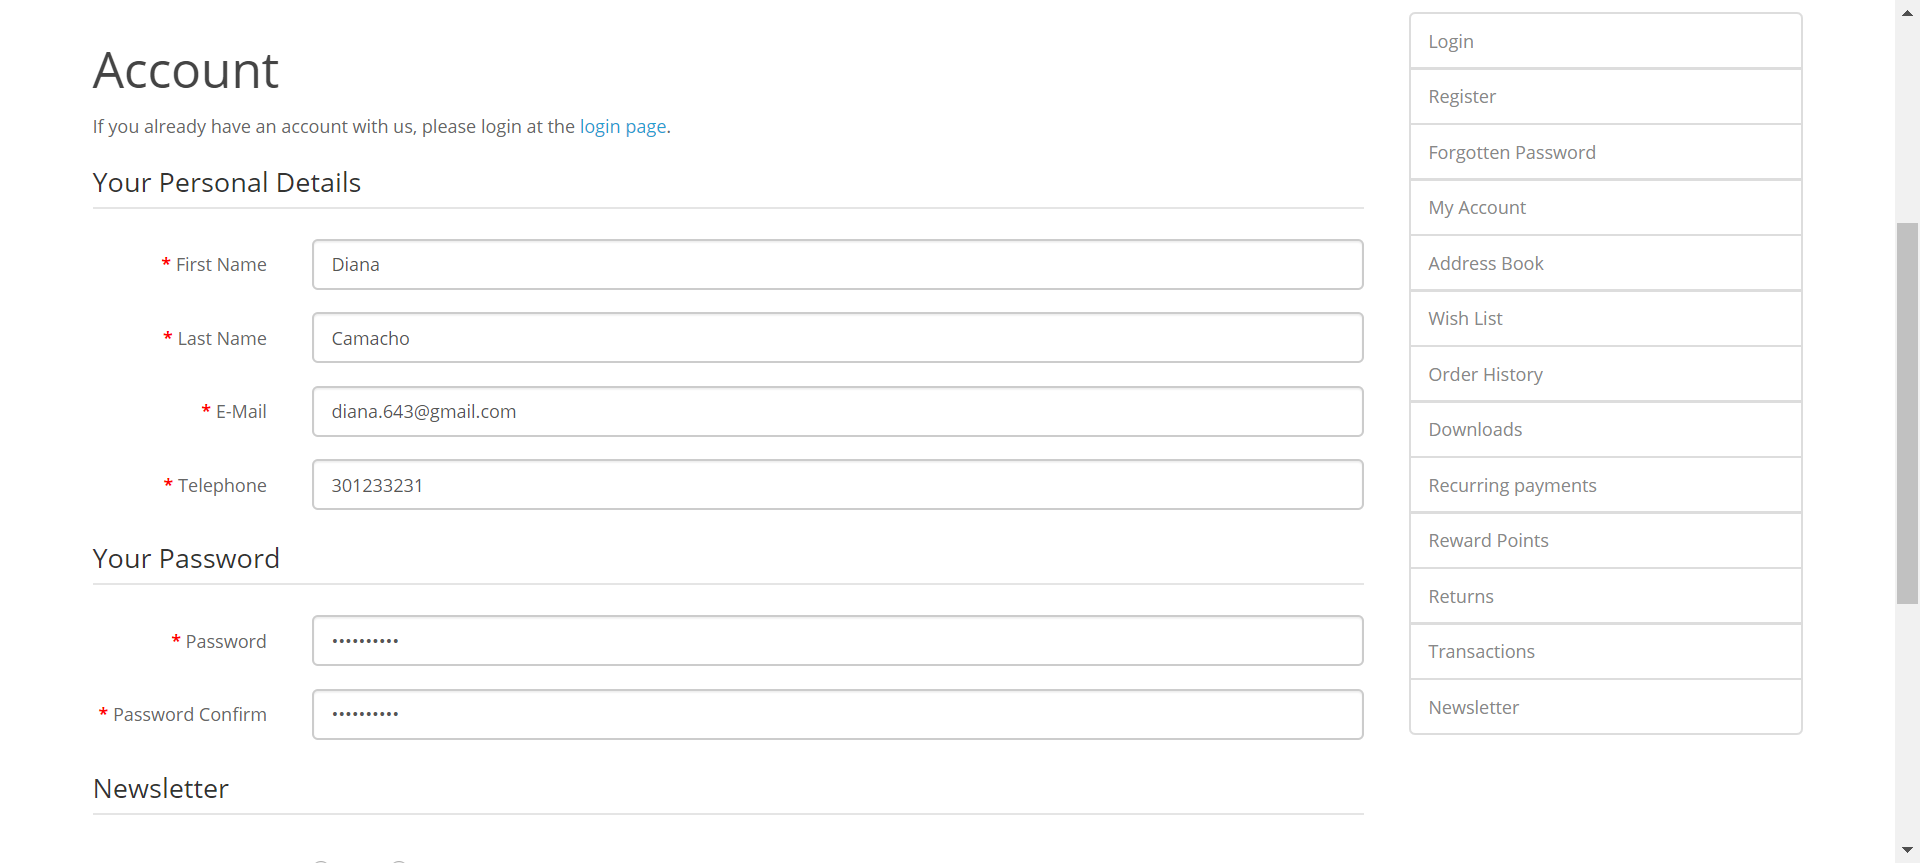 Account
If you already have an account with us, please login at the login page.
Your Personal Details
* First Name
Diana
* Last Name
Camacho
* E-Mail
diana.643@gmail.com
* Telephone
301233231
Your Password
* Password
••••••••••
* Password Confirm
••••••••••
Newsletter
Login
Register
Forgotten Password
My Account
Address Book
Wish List
Order History
Downloads
Recurring payments
Reward Points
Returns
Transactions
Newsletter